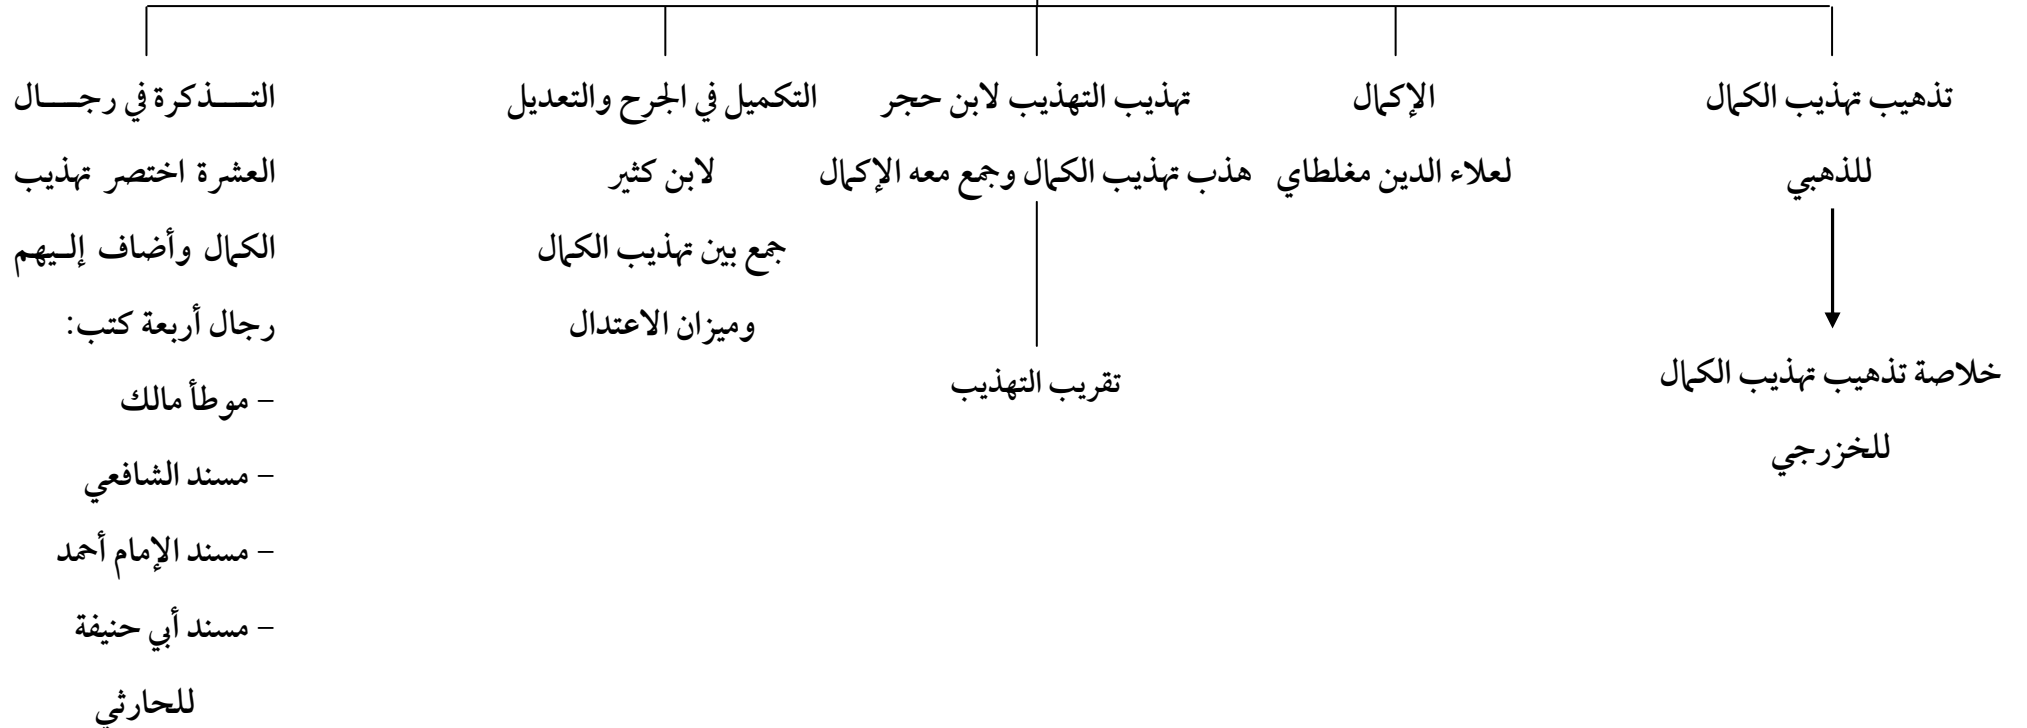 تذهيب تهذيب الكمال
للذهبي
خلاصة تذهيب تهذيب الكمال
للخزرجي
الإكمال
لعلاء الدين مغلطاي
تهذيب التهذيب لابن حجر
هذب تهذيب الكمال وجمع معه الإكمال
تقريب التهذيب
التكميل في الجرح والتعديل
لابن كثير
جمع بين تهذيب الكمال
وميزان الاعتدال
التـــذكرة في رجـــال
العشرة اختصر تهذيب
الكمال وأضاف إلـيهم
رجال أربعة كتب:
– موطأ مالك
– مسند الشافعي
– مسند الإمام أحمد
– مسند أبي حنيفة
للحارثي